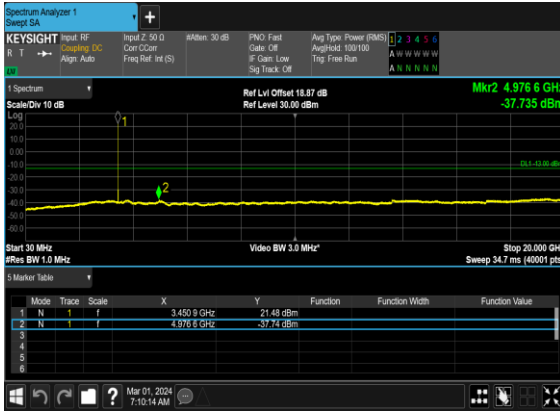 Spectrum Analyzer 1
Swept SA
+
KEYSIGHT Input: RF Input Z: 50 Ω #Atten: 30 dB PNO: Fast Avg Type: Power (RMS) 1 2 3 4 5 6
R T Coupling: DC Corr CCorr Gate: Off Avg|Hold: 100/100 A W W W W W
Align: Auto Freq Ref: Int (S) IF Gain: Low Trig: Free Run
Sig Track: Off A N N N N N
1 Spectrum
Ref Lvl Offset 18.87 dB Mkr2 4.976 6 GHz
Scale/Div 10 dB Ref Level 30.00 dBm -37.735 dBm
Log
20.0
10.0
0.00
-10.0
-20.0
-30.0
-40.0
-50.0
-60.0
1
2
DL1 -13.00 dBm
Start 30 MHz Video BW 3.0 MHz* Stop 20.000 GH
#Res BW 1.0 MHz Sweep 34.7 ms (40001 pts
5 Marker Table
Mode Trace Scale X Y Function Function Width Function Value
1 N 1 f 3.450 9 GHz 21.48 dBm
2 N 1 f 4.976 6 GHz -37.74 dBm
3
4
5
6
? Mar 01, 2024
7:10:14 AM